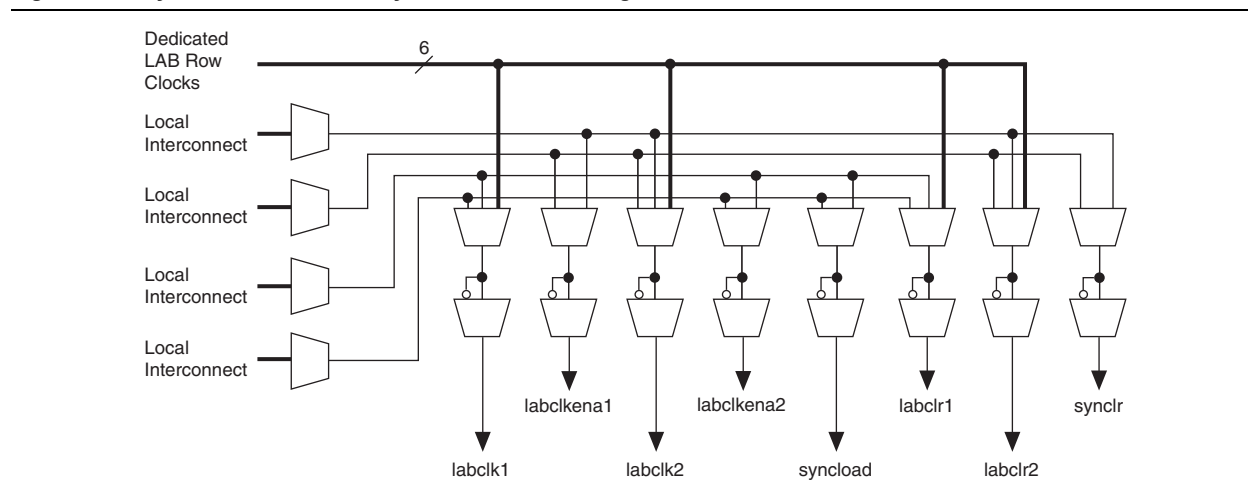 Dedicated
LAB Row
Clocks
6
Local
Interconnect
Local
Interconnect
Local
Interconnect
Local
Interconnect
labclkena1
labclkena2
labclr1
synclr
labclk1
labclk2
syncload
labclr2